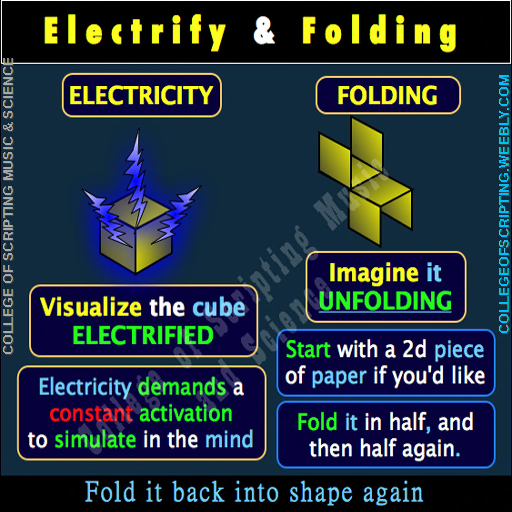 Electrify & Folding
ELECTRICITY
Visualize the cube
ELECTRIFIED
Electricity demands a
constant activation
to simulate in the mind
FOLDING
Imagine it
UNFOLDING
Start with a 2d piece
of paper if you'd like
Fold it in half, and
then half again.
Fold it back into shape again
COLLEGE OF SCRIPTING MUSIC & SCIENCE
COLLEGEOFSCRIPTING.WEEBLY.COM
College of Scripting Music
and Science